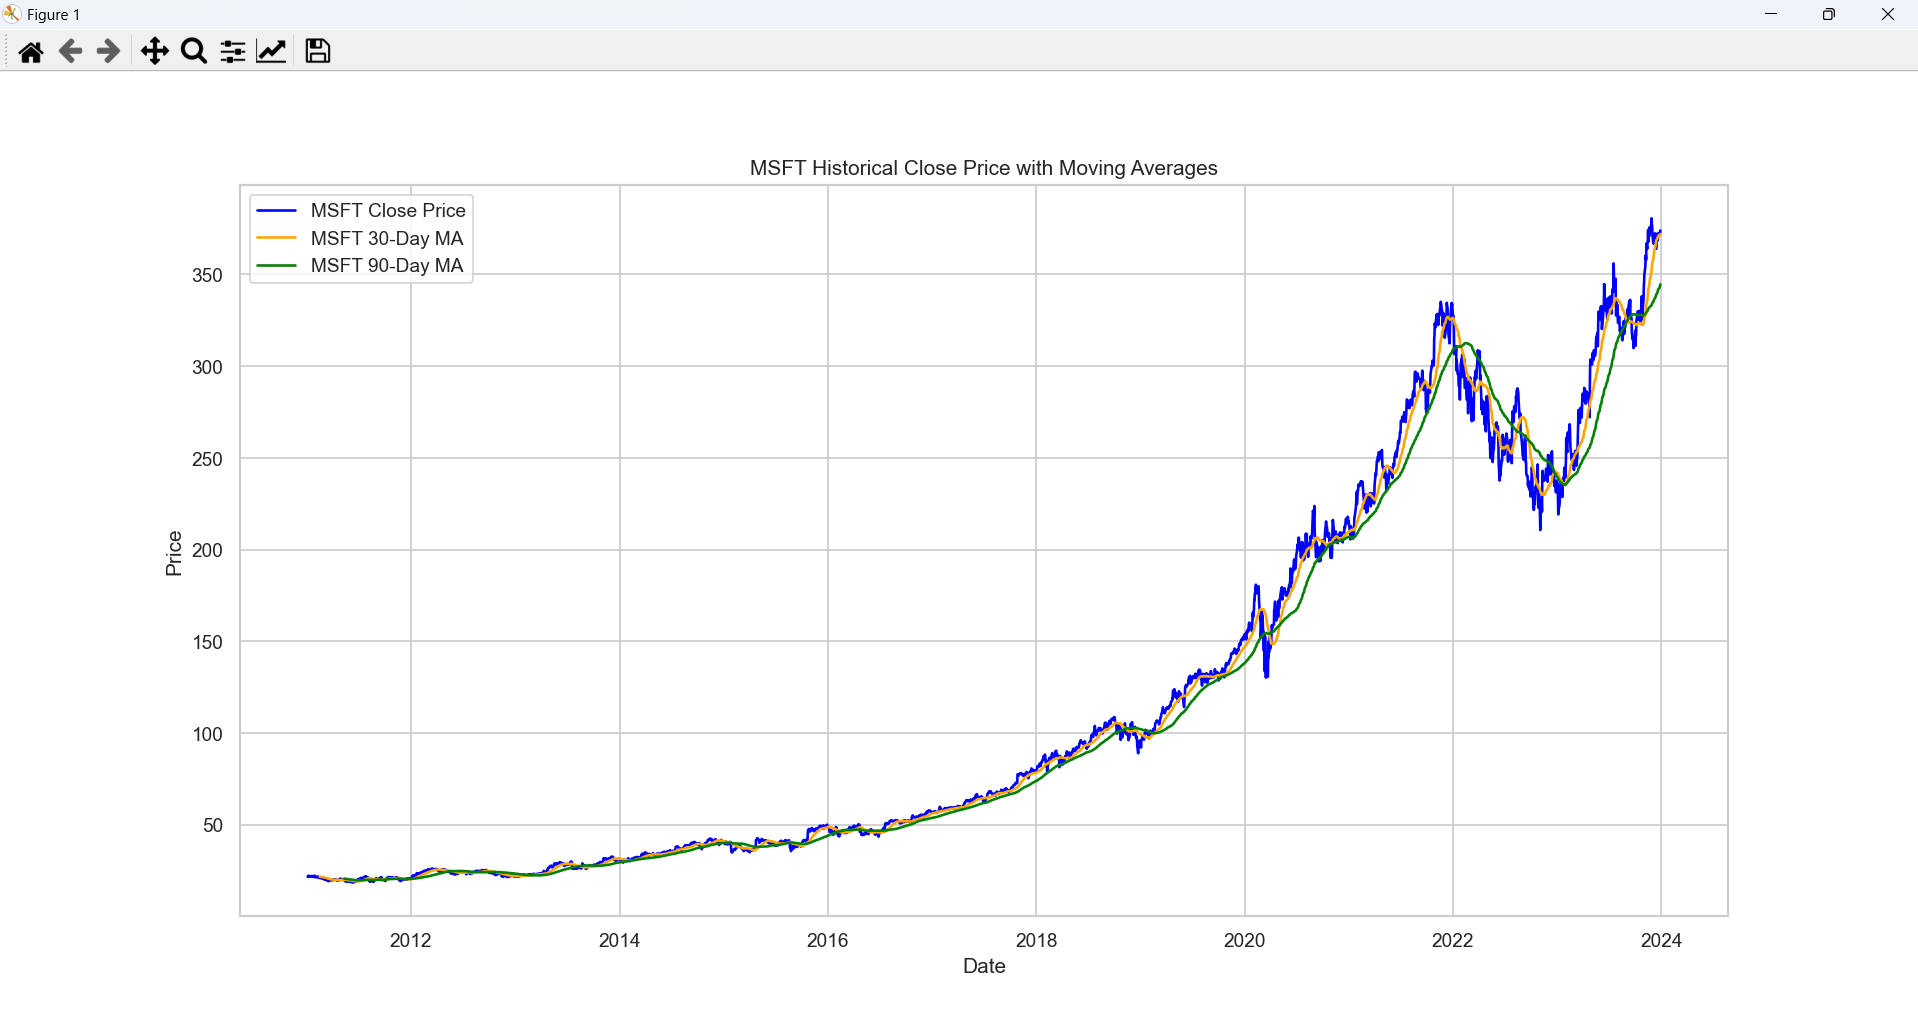 Figure 1
MSFT Historical Close Price with Moving Averages
MSFT Close Price
MSFT 30-Day MA
MSFT 90-Day MA
350
300
250
200
150
100
50
Price
2012 2014 2016 2018 2020 2022 2024
Date